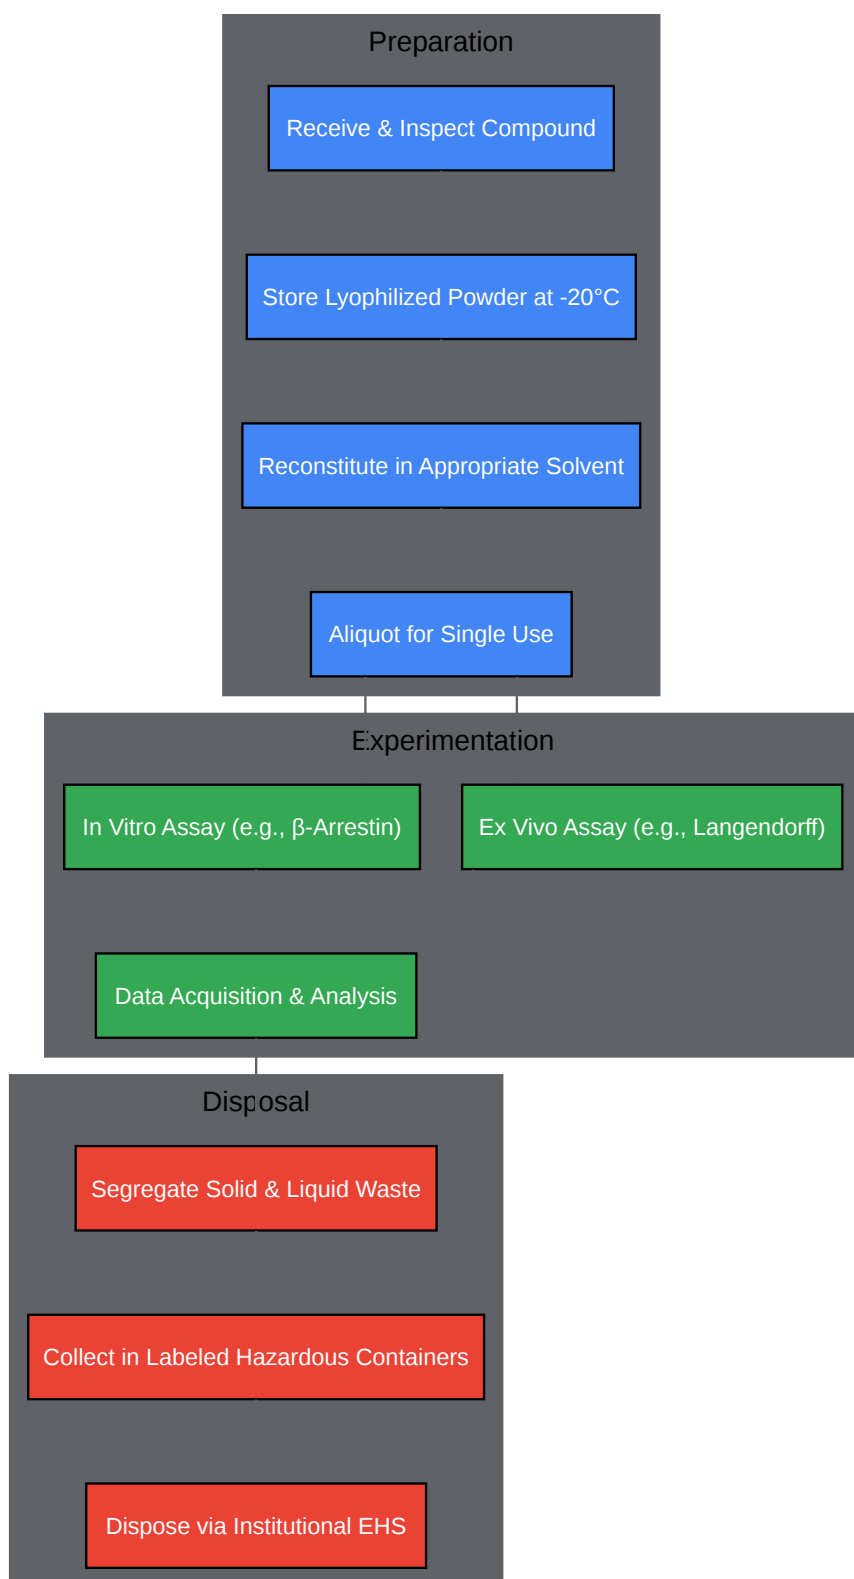 Preparation
Receive & Inspect Compound
Store Lyophilized Powder at -20°C
Reconstitute in Appropriate Solvent
Aliquot for Single Use
Experimentation
In Vitro Assay (e.g., β-Arrestin)
Ex Vivo Assay (e.g., Langendorff)
Data Acquisition & Analysis
Disposal
Segregate Solid & Liquid Waste
Collect in Labeled Hazardous Containers
Dispose via Institutional EHS